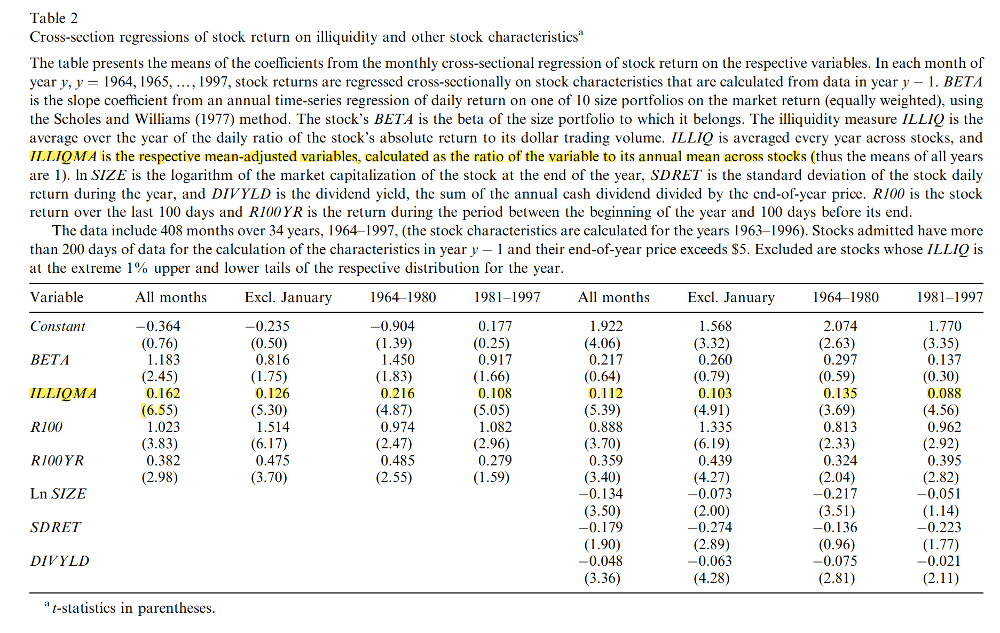 Table 2
Cross-section regressions of stock return on illiquidity and other stock characteristicsᵃ
The table presents the means of the coefficients from the monthly cross-sectional regression of stock return on the respective variables. In each month of
year y, y = 1964, 1965, …, 1997, stock returns are regressed cross-sectionally on stock characteristics that are calculated from data in year y − 1. BETA
is the slope coefficient from an annual time-series regression of daily return on one of 10 size portfolios on the market return (equally weighted), using
the Scholes and Williams (1977) method. The stock's BETA is the beta of the size portfolio to which it belongs. The illiquidity measure ILLIQ is the
average over the year of the daily ratio of the stock's absolute return to its dollar trading volume. ILLIQ is averaged every year across stocks, and
ILLIQMA is the respective mean-adjusted variables, calculated as the ratio of the variable to its annual mean across stocks (thus the means of all years
are 1). ln SIZE is the logarithm of the market capitalization of the stock at the end of the year, SDRET is the standard deviation of the stock daily
return during the year, and DIVYLD is the dividend yield, the sum of the annual cash dividend divided by the end-of-year price. R100 is the stock
return over the last 100 days and R100YR is the return during the period between the beginning of the year and 100 days before its end.
The data include 408 months over 34 years, 1964–1997, (the stock characteristics are calculated for the years 1963–1996). Stocks admitted have more
than 200 days of data for the calculation of the characteristics in year y − 1 and their end-of-year price exceeds $5. Excluded are stocks whose ILLIQ is
at the extreme 1% upper and lower tails of the respective distribution for the year.
Variable All months Excl. January 1964–1980 1981–1997 All months Excl. January 1964–1980 1981–1997
Constant −0.364 −0.235 −0.904 0.177 1.922 1.568 2.074 1.770
(0.76) (0.50) (1.39) (0.25) (4.06) (3.32) (2.63) (3.35)
BETA 1.183 0.816 1.450 0.917 0.217 0.260 0.297 0.137
(2.45) (1.75) (1.83) (1.66) (0.64) (0.79) (0.59) (0.30)
ILLIQMA 0.162 0.126 0.216 0.108 0.112 0.103 0.135 0.088
(6.55) (5.30) (4.87) (5.05) (5.39) (4.91) (3.69) (4.56)
R100 1.023 1.514 0.974 1.082 0.888 1.335 0.813 0.962
(3.83) (6.17) (2.47) (2.96) (3.70) (6.19) (2.33) (2.92)
R100YR 0.382 0.475 0.485 0.279 0.359 0.439 0.324 0.395
(2.98) (3.70) (2.55) (1.59) (3.40) (4.27) (2.04) (2.82)
Ln SIZE −0.134 −0.073 −0.217 −0.051
(3.50) (2.00) (3.51) (1.14)
SDRET −0.179 −0.274 −0.136 −0.223
(1.90) (2.89) (0.96) (1.77)
DIVYLD −0.048 −0.063 −0.075 −0.021
(3.36) (4.28) (2.81) (2.11)
ᵃ t-statistics in parentheses.